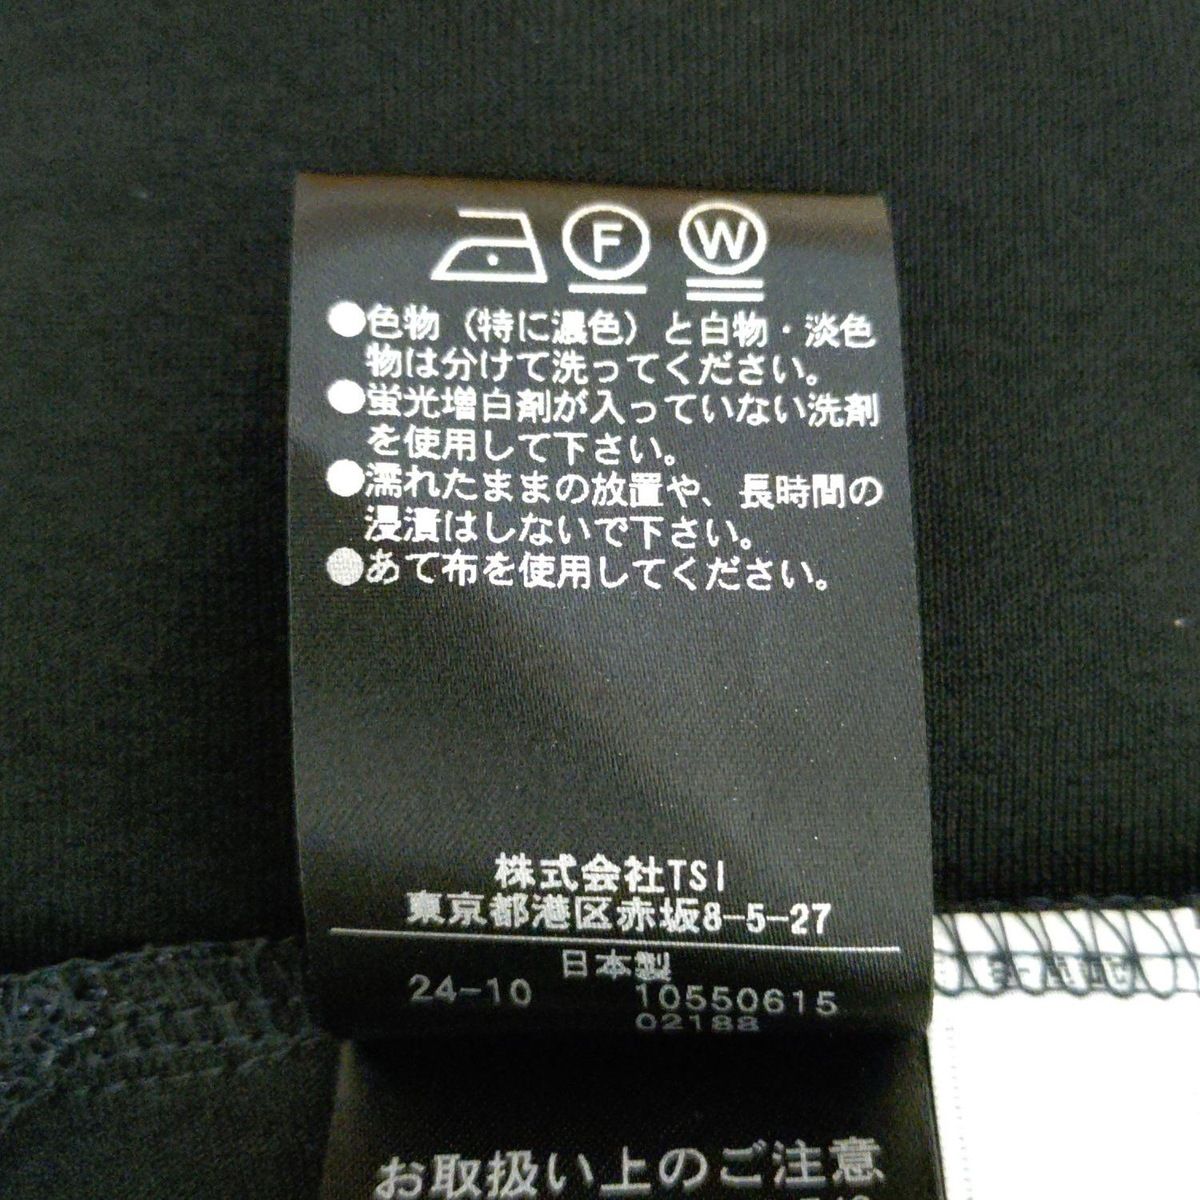 F W
●色物（特に濃色）と白物・淡色
物は分けて洗ってください。
●蛍光増白剤が入っていない洗剤
を使用して下さい。
●濡れたままの放置や、長時間の
浸漬はしないで下さい。
●あて布を使用してください。
株式会社TSI
東京都港区赤坂8-5-27
日本製
24-10 10550615
02188
お取扱い上のご注意